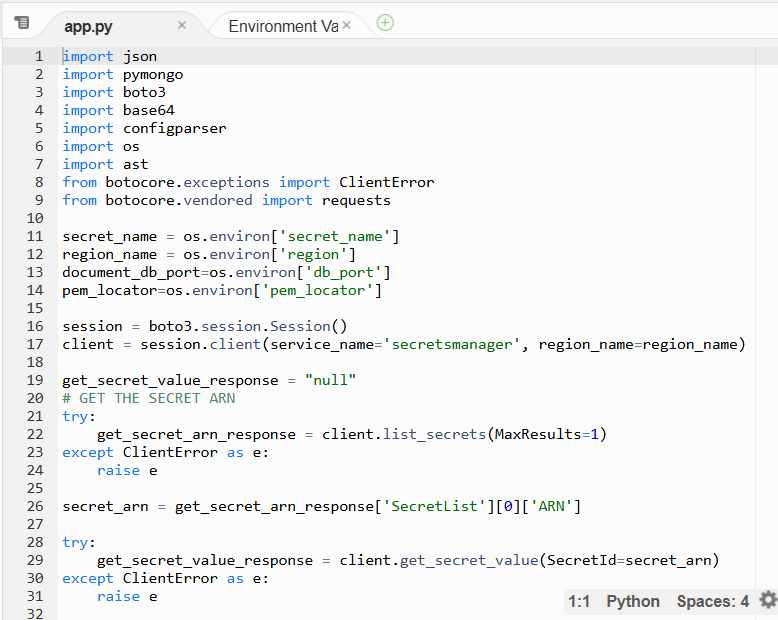 app.py × Environment Va ×
1 import json
2 import pymongo
3 import boto3
4 import base64
5 import configparser
6 import os
7 import ast
8 from botocore.exceptions import ClientError
9 from botocore.vendored import requests
10
11 secret_name = os.environ['secret_name']
12 region_name = os.environ['region']
13 document_db_port=os.environ['db_port']
14 pem_locator=os.environ['pem_locator']
15
16 session = boto3.session.Session()
17 client = session.client(service_name='secretsmanager', region_name=region_name)
18
19 get_secret_value_response = "null"
20 # GET THE SECRET ARN
21 try:
22     get_secret_arn_response = client.list_secrets(MaxResults=1)
23 except ClientError as e:
24     raise e
25
26 secret_arn = get_secret_arn_response['SecretList'][0]['ARN']
27
28 try:
29     get_secret_value_response = client.get_secret_value(SecretId=secret_arn)
30 except ClientError as e:
31     raise e
32
1:1 Python Spaces: 4